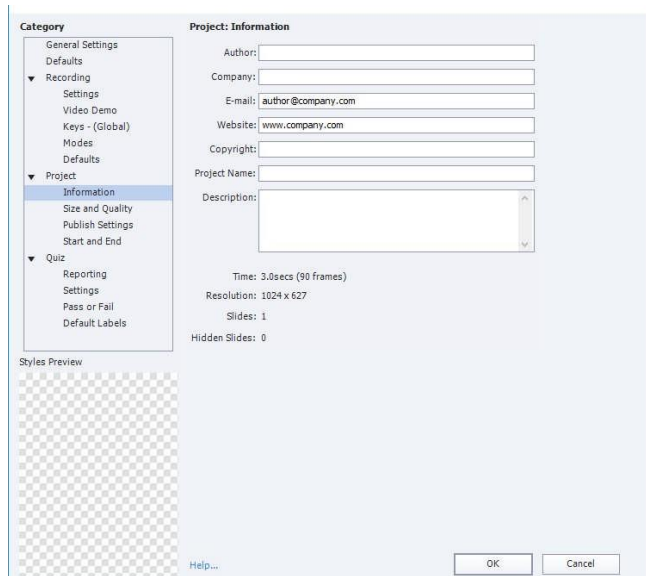 Category
General Settings
Defaults
Recording
Settings
Video Demo
Keys - (Global)
Modes
Defaults
Project
Information
Size and Quality
Publish Settings
Start and End
Quiz
Reporting
Settings
Pass or Fail
Default Labels
Styles Preview
Project: Information
Author:
Company:
E-mail: author@company.com
Website: www.company.com
Copyright:
Project Name:
Description:
Time: 3.0secs (90 frames)
Resolution: 1024 x 627
Slides: 1
Hidden Slides: 0
Help...
OK
Cancel